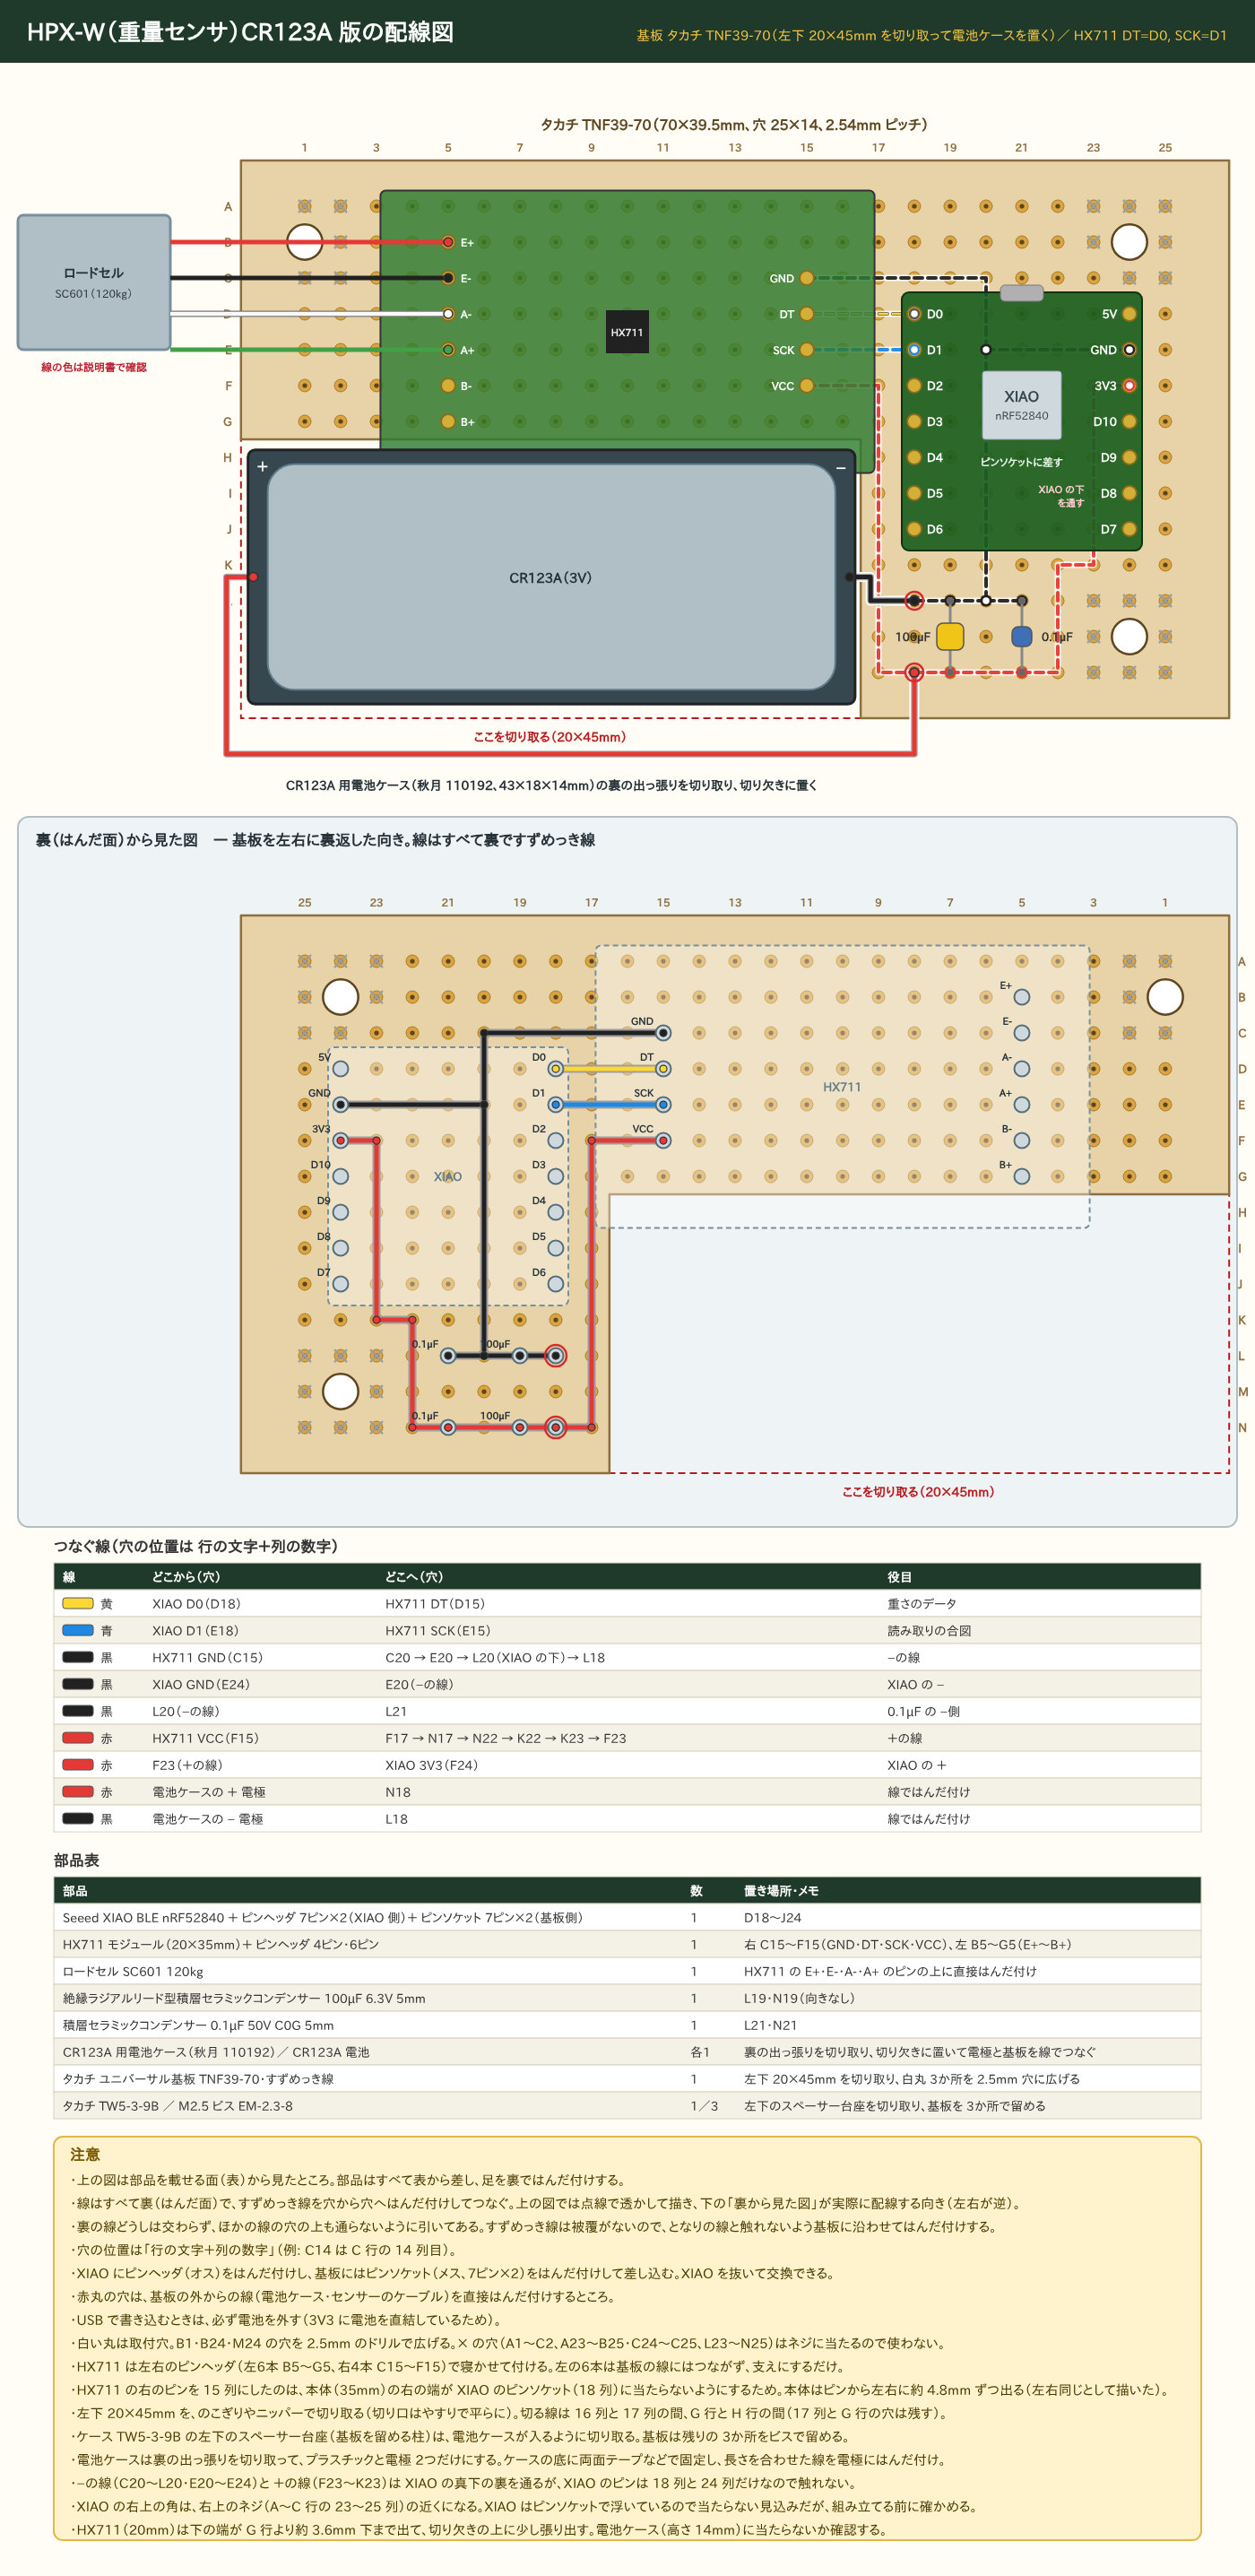 HPX-W（重量センサ）CR123A 版の配線図
基板 タカチ TNF39-70（左下 20×45mm を切り取って電池ケースを置く）／ HX711 DT=D0, SCK=D1
タカチ TNF39-70（70×39.5mm、穴 25×14、2.54mm ピッチ）
1 3 5 7 9 11 13 15 17 19 21 23 25
A
B E+
ロードセル
SC601（120kg）
C E- GND
D A- DT D0 5V
HX711
E A+ SCK D1 GND
線の色は説明書で確認
F B- VCC D2 3V3
XIAO
nRF52840
G B+ D3 D10
H + − D4 ピンソケットに差す D9
I D5 XIAO の下 D8
を通す
J D6 D7
K
CR123A（3V）
100µF 0.1µF
ここを切り取る（20×45mm）
CR123A 用電池ケース（秋月 110192、43×18×14mm）の裏の出っ張りを切り取り、切り欠きに置く
裏（はんだ面）から見た図　— 基板を左右に裏返した向き。線はすべて裏ですずめっき線
25 23 21 19 17 15 13 11 9 7 5 3 1
A
E+ B
GND E- C
5V D0 DT A- D
HX711
GND D1 SCK A+ E
3V3 D2 VCC B- F
D10 XIAO D3 B+ G
D9 D4 H
D8 D5 I
D7 D6 J
K
0.1µF 100µF L
M
0.1µF 100µF N
ここを切り取る（20×45mm）
つなぐ線（穴の位置は 行の文字＋列の数字）
線 どこから（穴） どこへ（穴） 役目
黄 XIAO D0（D18） HX711 DT（D15） 重さのデータ
青 XIAO D1（E18） HX711 SCK（E15） 読み取りの合図
黒 HX711 GND（C15） C20 → E20 → L20（XIAO の下）→ L18 −の線
黒 XIAO GND（E24） E20（−の線） XIAO の −
黒 L20（−の線） L21 0.1µF の −側
赤 HX711 VCC（F15） F17 → N17 → N22 → K22 → K23 → F23 ＋の線
赤 F23（＋の線） XIAO 3V3（F24） XIAO の ＋
赤 電池ケースの ＋ 電極 N18 線ではんだ付け
黒 電池ケースの − 電極 L18 線ではんだ付け
部品表
部品 数 置き場所・メモ
Seeed XIAO BLE nRF52840 ＋ ピンヘッダ 7ピン×2（XIAO 側）＋ ピンソケット 7ピン×2（基板側） 1 D18〜J24
HX711 モジュール（20×35mm）＋ ピンヘッダ 4ピン・6ピン 1 右 C15〜F15（GND・DT・SCK・VCC）、左 B5〜G5（E+〜B+）
ロードセル SC601 120kg 1 HX711 の E+・E-・A-・A+ のピンの上に直接はんだ付け
絶縁ラジアルリード型積層セラミックコンデンサー 100µF 6.3V 5mm 1 L19・N19（向きなし）
積層セラミックコンデンサー 0.1µF 50V C0G 5mm 1 L21・N21
CR123A 用電池ケース（秋月 110192）／ CR123A 電池 各1 裏の出っ張りを切り取り、切り欠きに置いて電極と基板を線でつなぐ
タカチ ユニバーサル基板 TNF39-70・すずめっき線 1 左下 20×45mm を切り取り、白丸 3か所を 2.5mm 穴に広げる
タカチ TW5-3-9B ／ M2.5 ビス EM-2.3-8 1／3 左下のスペーサー台座を切り取り、基板を 3か所で留める
注意
・上の図は部品を載せる面（表）から見たところ。部品はすべて表から差し、足を裏ではんだ付けする。
・線はすべて裏（はんだ面）で、すずめっき線を穴から穴へはんだ付けしてつなぐ。上の図では点線で透かして描き、下の「裏から見た図」が実際に配線する向き（左右が逆）。
・裏の線どうしは交わらず、ほかの線の穴の上も通らないように引いてある。すずめっき線は被覆がないので、となりの線と触れないよう基板に沿わせてはんだ付けする。
・穴の位置は「行の文字＋列の数字」（例: C14 は C 行の 14 列目）。
・XIAO にピンヘッダ（オス）をはんだ付けし、基板にはピンソケット（メス、7ピン×2）をはんだ付けして差し込む。XIAO を抜いて交換できる。
・赤丸の穴は、基板の外からの線（電池ケース・センサーのケーブル）を直接はんだ付けするところ。
・USB で書き込むときは、必ず電池を外す（3V3 に電池を直結しているため）。
・白い丸は取付穴。B1・B24・M24 の穴を 2.5mm のドリルで広げる。× の穴（A1〜C2、A23〜B25・C24〜C25、L23〜N25）はネジに当たるので使わない。
・HX711 は左右のピンヘッダ（左6本 B5〜G5、右4本 C15〜F15）で寝かせて付ける。左の6本は基板の線にはつながず、支えにするだけ。
・HX711 の右のピンを 15 列にしたのは、本体（35mm）の右の端が XIAO のピンソケット（18 列）に当たらないようにするため。本体はピンから左右に約 4.8mm ずつ出る（左右同じとして描いた）。
・左下 20×45mm を、のこぎりやニッパーで切り取る（切り口はやすりで平らに）。切る線は 16 列と 17 列の間、G 行と H 行の間（17 列と G 行の穴は残す）。
・ケース TW5-3-9B の左下のスペーサー台座（基板を留める柱）は、電池ケースが入るように切り取る。基板は残りの 3か所をビスで留める。
・電池ケースは裏の出っ張りを切り取って、プラスチックと電極 2つだけにする。ケースの底に両面テープなどで固定し、長さを合わせた線を電極にはんだ付け。
・−の線（C20〜L20・E20〜E24）と ＋の線（F23〜K23）は XIAO の真下の裏を通るが、XIAO のピンは 18 列と 24 列だけなので触れない。
・XIAO の右上の角は、右上のネジ（A〜C 行の 23〜25 列）の近くになる。XIAO はピンソケットで浮いているので当たらない見込みだが、組み立てる前に確かめる。
・HX711（20mm）は下の端が G 行より約 3.6mm 下まで出て、切り欠きの上に少し張り出す。電池ケース（高さ 14mm）に当たらないか確認する。